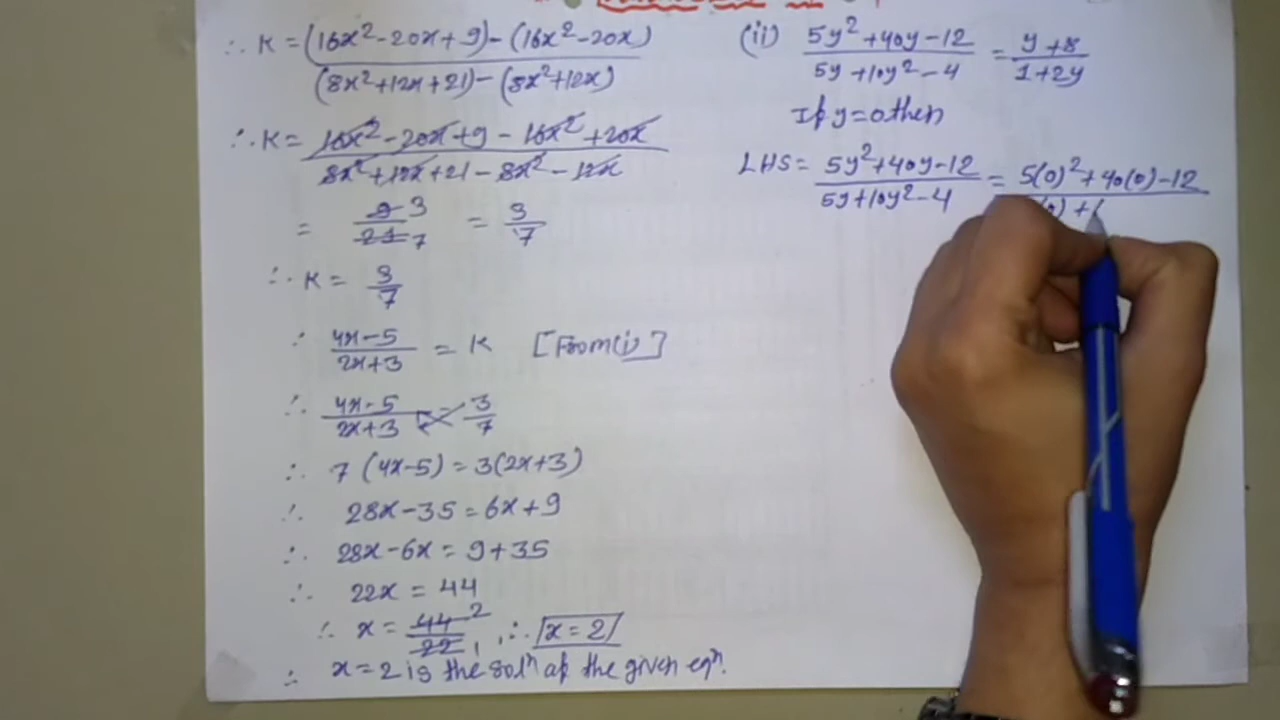 ∴ K = (16x² - 20x + 9) - (16x² - 20x) / (8x² + 12x + 21) - (8x² + 12x)
∴ K = 16x² - 20x + 9 - 16x² + 20x / 8x² + 12x + 21 - 8x² - 12x
= 9 3 / 21 7 = 3/7
∴ K = 3/7
∴ 4x - 5 / 2x + 3 = K [From (i)]
∴ 4x - 5 / 2x + 3 = 3/7
∴ 7 (4x - 5) = 3(2x + 3)
∴ 28x - 35 = 6x + 9
∴ 28x - 6x = 9 + 35
∴ 22x = 44
∴ x = 44 2 / 22 1 , ∴ x = 2
∴ x = 2 is the solⁿ of the given eqⁿ.
(ii) 5y² + 40y - 12 / 5y + 10y² - 4 = y + 8 / 1 + 2y
If y = 0 then
LHS = 5y² + 40y - 12 / 5y + 10y² - 4 = 5(0)² + 40(0) - 12 / (0) + (